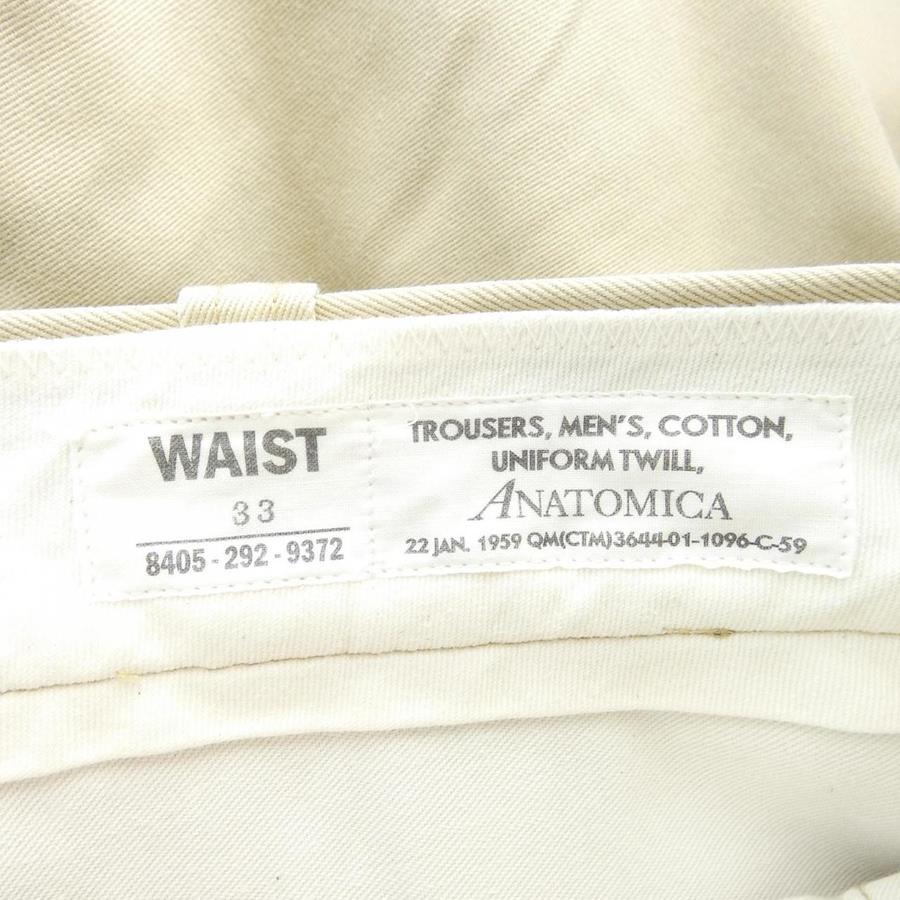 WAIST
33
8405-292-9372
TROUSERS, MEN'S, COTTON,
UNIFORM TWILL,
ANATOMICA
22 JAN. 1959 QM(CTM)3644-01-1096-C-59